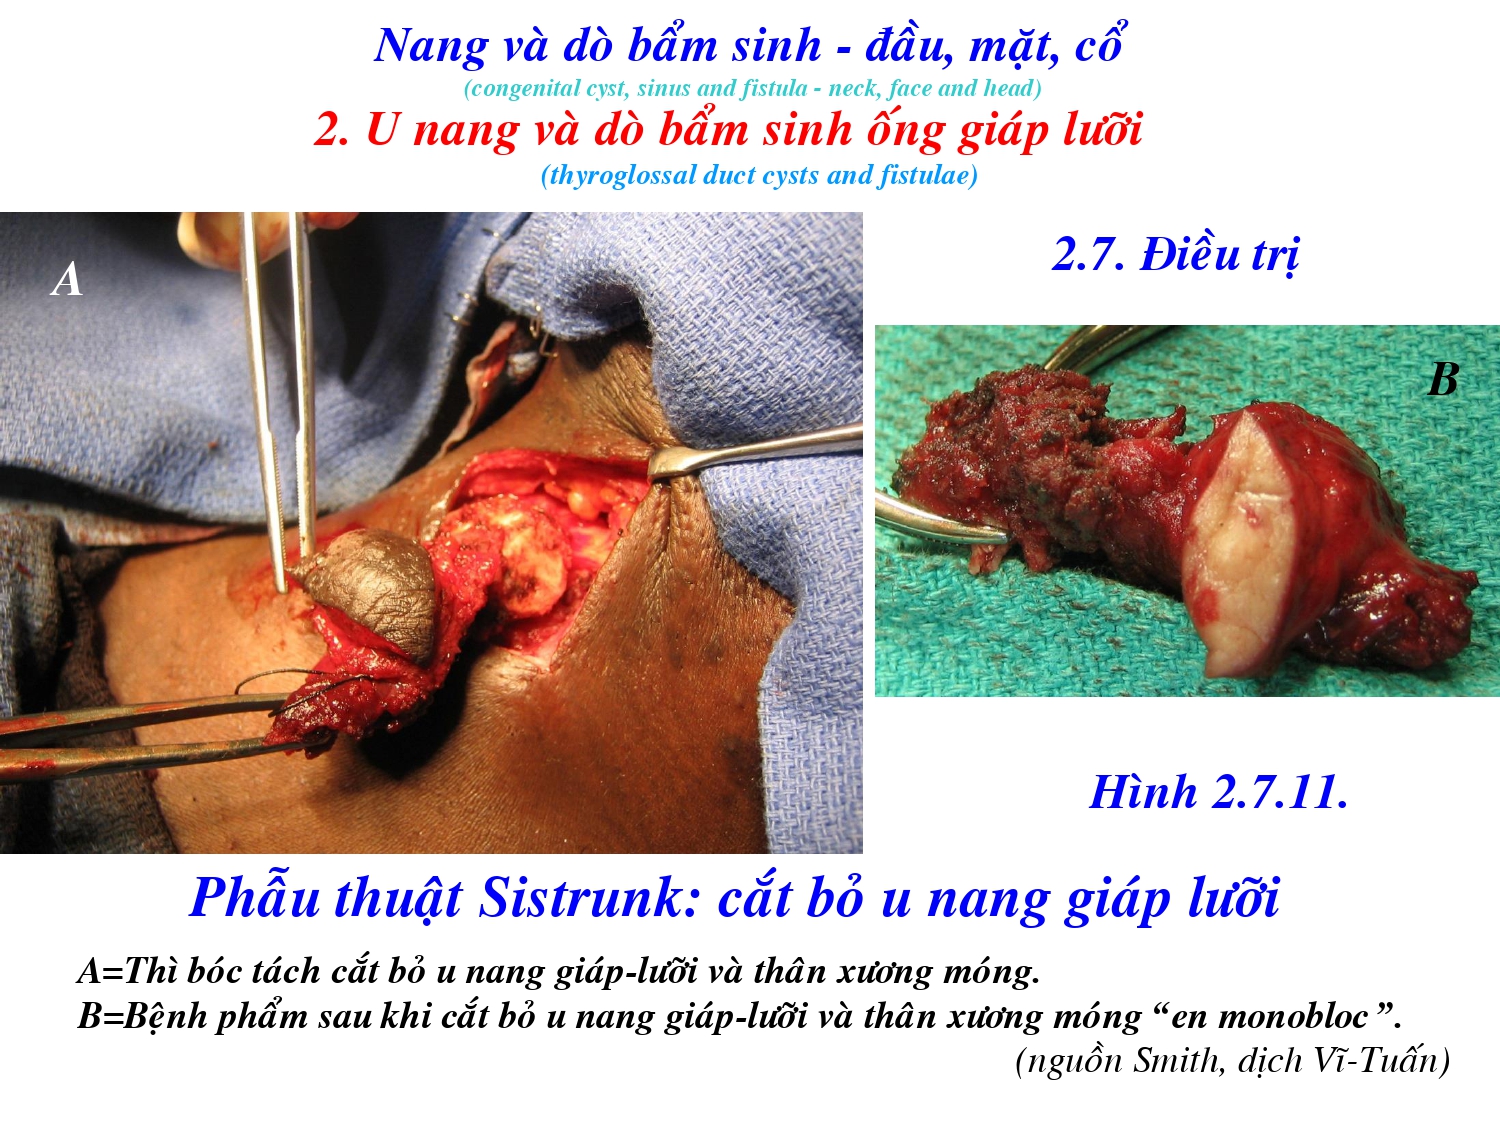 Nang và dò bẩm sinh - đầu, mặt, cổ
(congenital cyst, sinus and fistula - neck, face and head)
2. U nang và dò bẩm sinh ống giáp lưỡi
(thyroglossal duct cysts and fistulae)
A
2.7. Điều trị
B
Hình 2.7.11.
Phẫu thuật Sistrunk: cắt bỏ u nang giáp lưỡi
A=Thì bóc tách cắt bỏ u nang giáp-lưỡi và thân xương móng.
B=Bệnh phẩm sau khi cắt bỏ u nang giáp-lưỡi và thân xương móng “en monobloc”.
(nguồn Smith, dịch Vĩ-Tuấn)